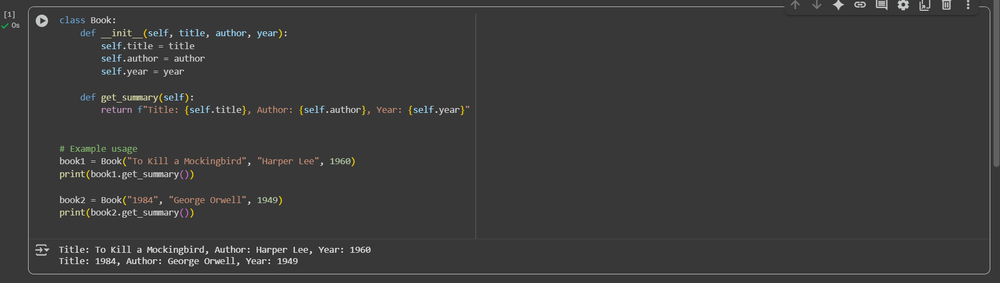 [1]
0s
class Book:
    def __init__(self, title, author, year):
        self.title = title
        self.author = author
        self.year = year

    def get_summary(self):
        return f"Title: {self.title}, Author: {self.author}, Year: {self.year}"


# Example usage
book1 = Book("To Kill a Mockingbird", "Harper Lee", 1960)
print(book1.get_summary())

book2 = Book("1984", "George Orwell", 1949)
print(book2.get_summary())

Title: To Kill a Mockingbird, Author: Harper Lee, Year: 1960
Title: 1984, Author: George Orwell, Year: 1949